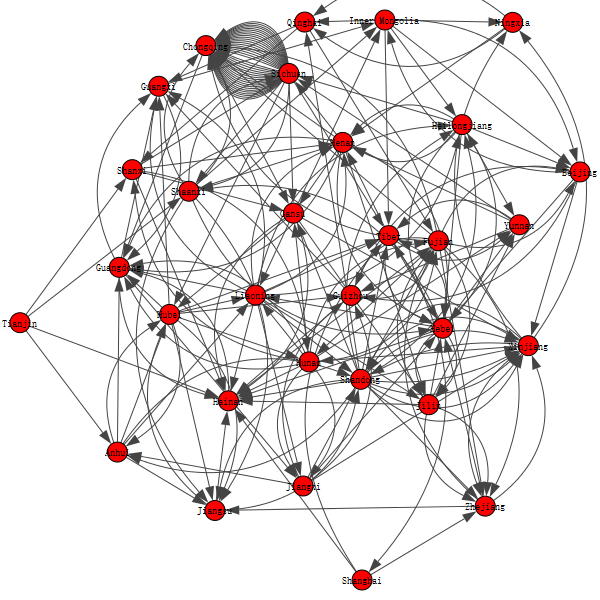 Qinghai
Inner Mongolia
Ningxia
Chongqing
Sichuan
Guangxi
Heilongjiang
Henan
Shanxi
Beijing
Shaanxi
Gansu
Yunnan
Tibet
Fujian
Guangdong
Liaoning
Guizhou
Hubei
Tianjin
Hebei
Xinjiang
Hunan
Shandong
Hainan
Jilin
Anhui
Jiangxi
Jiangsu
Zhejiang
Shanghai